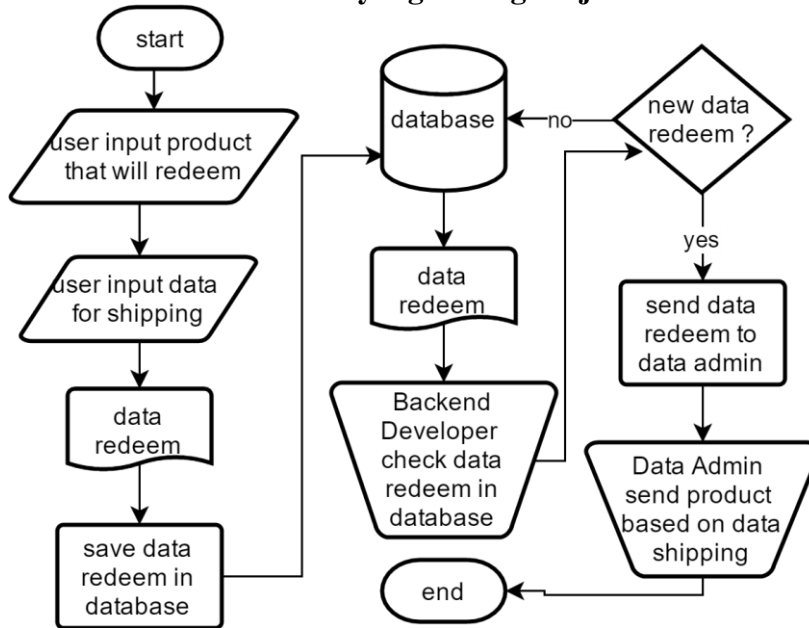 start
user input product
that will redeem
user input data
for shipping
data
redeem
save data
redeem in
database
database
data
redeem
Backend
Developer
check data
redeem in
database
new data
redeem ?
no
yes
send data
redeem to
data admin
Data Admin
send product
based on data
shipping
end